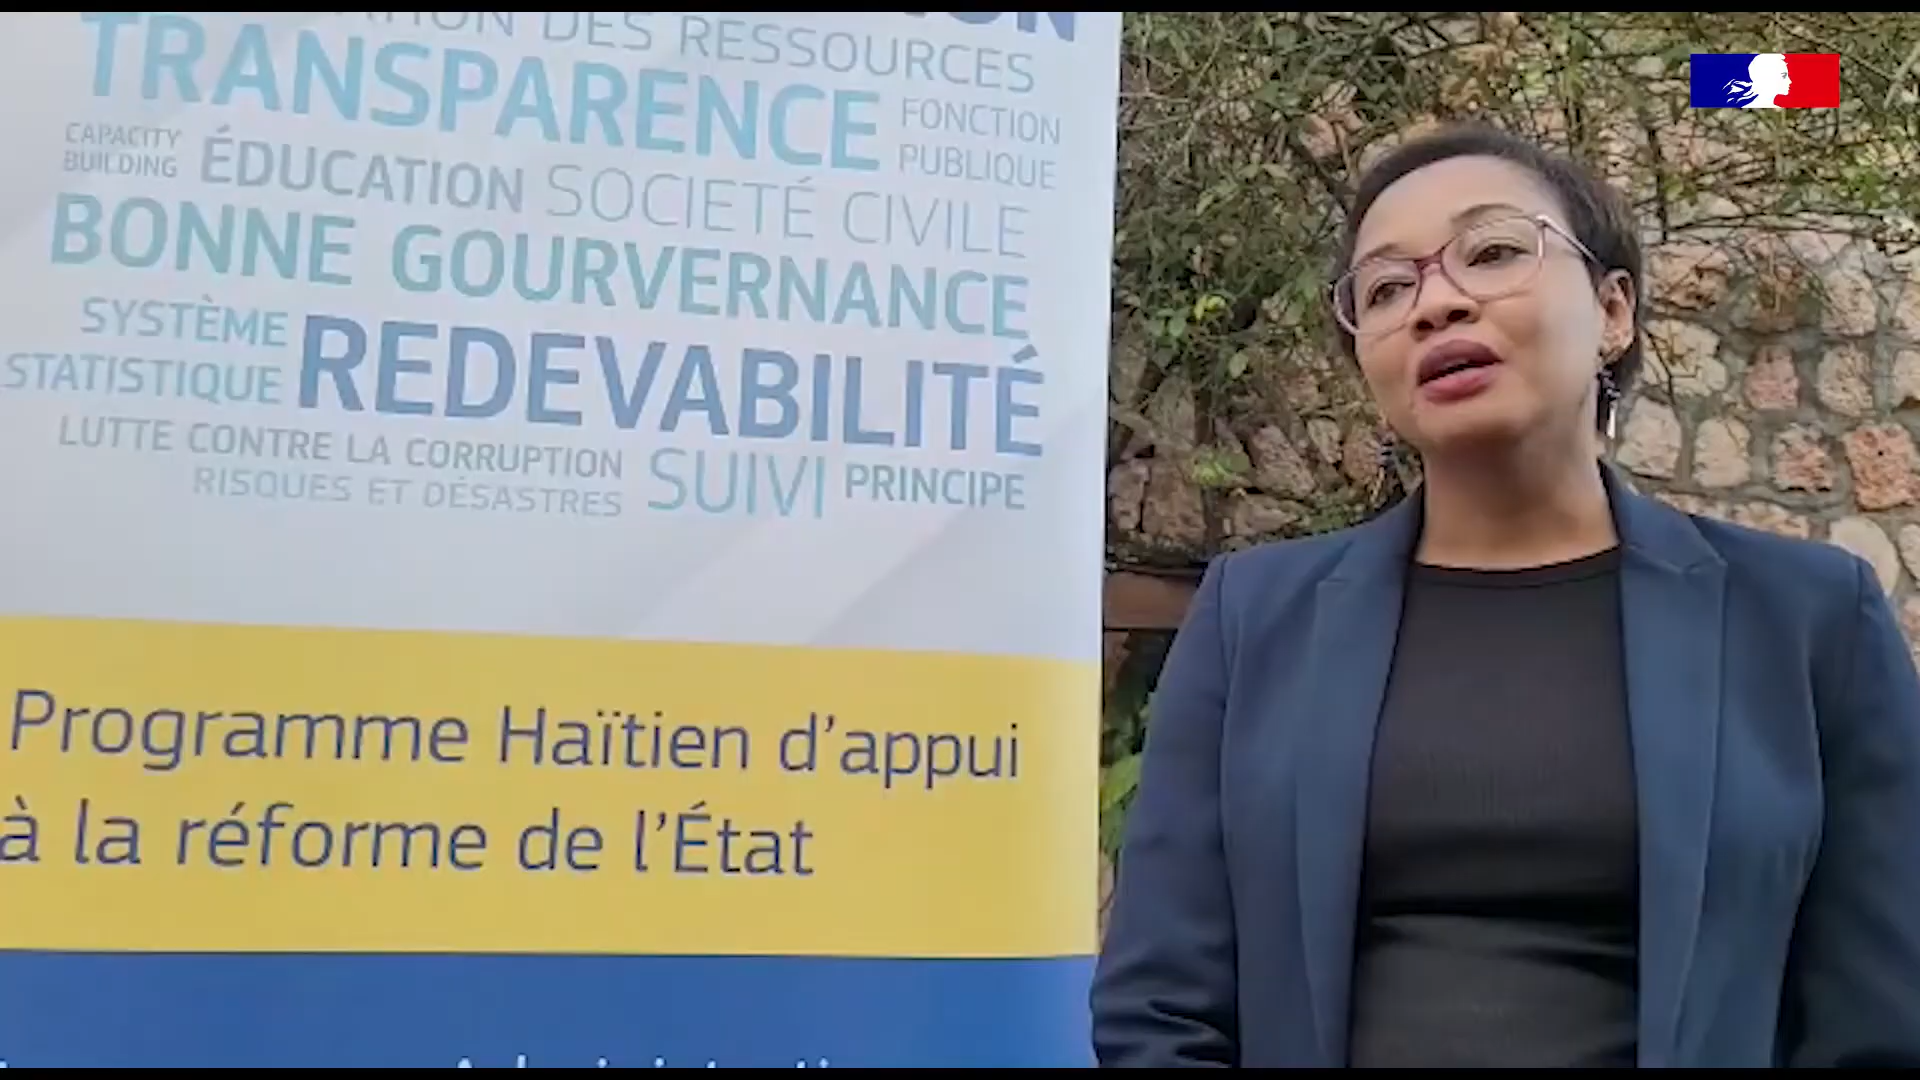 DES RESSOURCES
TRANSPARENCE
FONCTION
PUBLIQUE
CAPACITY
BUILDING
ÉDUCATION
SOCIETÉ CIVILE
BONNE GOURVERNANCE
SYSTÈME
STATISTIQUE
REDEVABILITÉ
LUTTE CONTRE LA CORRUPTION
RISQUES ET DÉSASTRES
SUIVI
PRINCIPE
Programme Haïtien d’appui
à la réforme de l’État